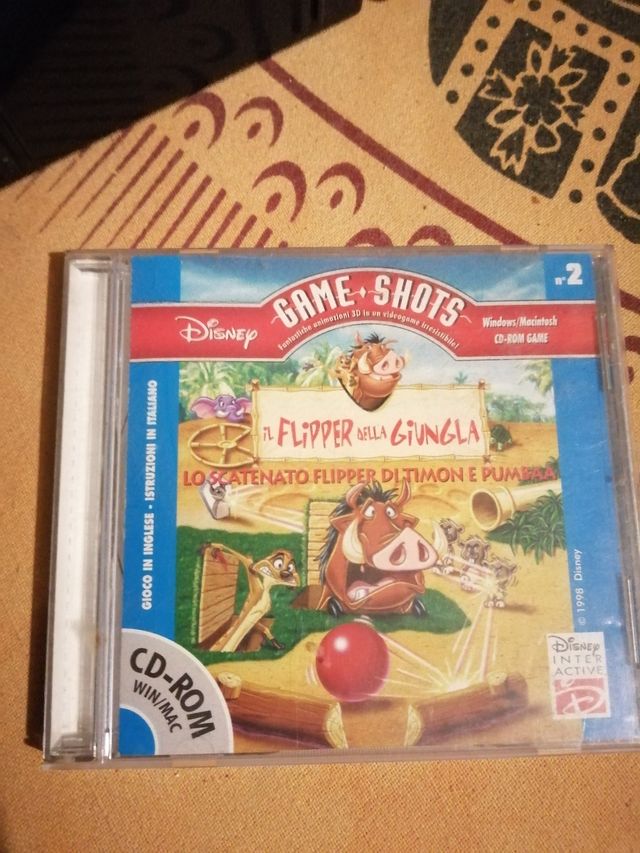 n°2
GAME • SHOTS
Fantastiche animazioni 3D in un videogame irresistibile!
Disney
Windows/Macintosh
CD-ROM GAME
IL FLIPPER DELLA GIUNGLA
LO SCATENATO FLIPPER DI TIMON E PUMBAA
GIOCO IN INGLESE • ISTRUZIONI IN ITALIANO
© 1998 Disney
CD-ROM
WIN/MAC
Disney
INTER
ACTIVE
D